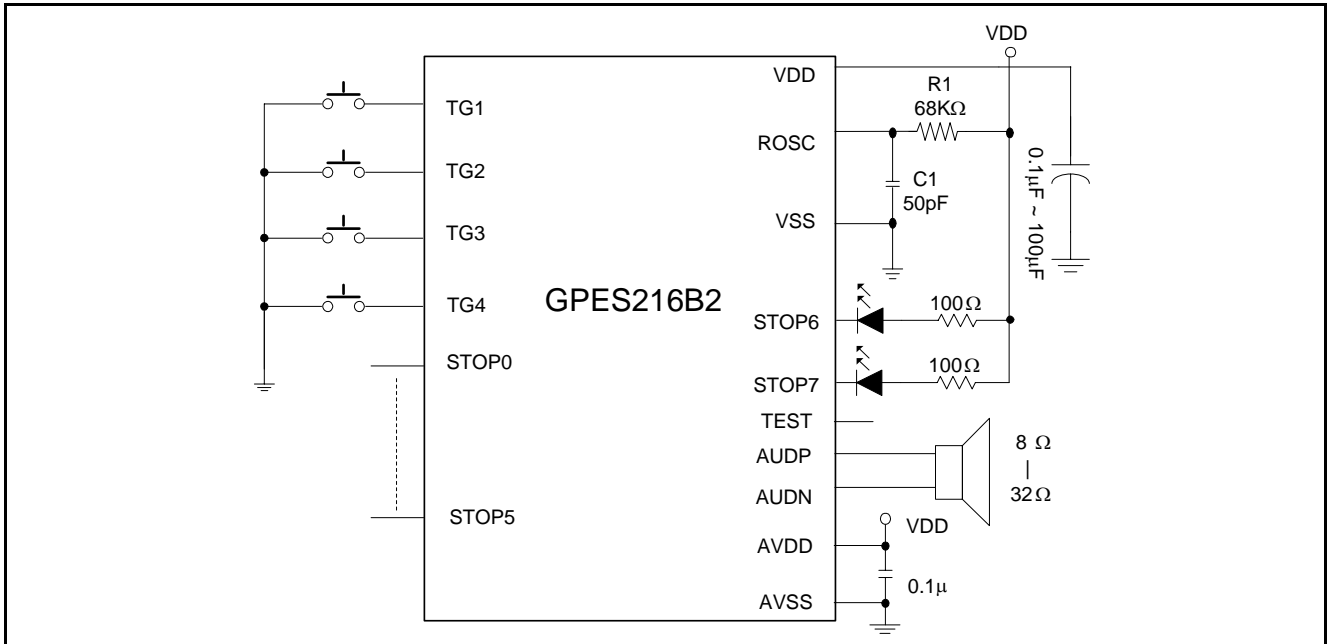 TG1
TG2
TG3
TG4
STOP0
STOP5
GPES216B2
VDD
ROSC
VSS
STOP6
STOP7
TEST
AUDP
AUDN
AVDD
AVSS
VDD
R1
68KΩ
C1
50pF
0.1μF ~ 100μF
100Ω
100Ω
8 Ω
|
32Ω
VDD
0.1μ